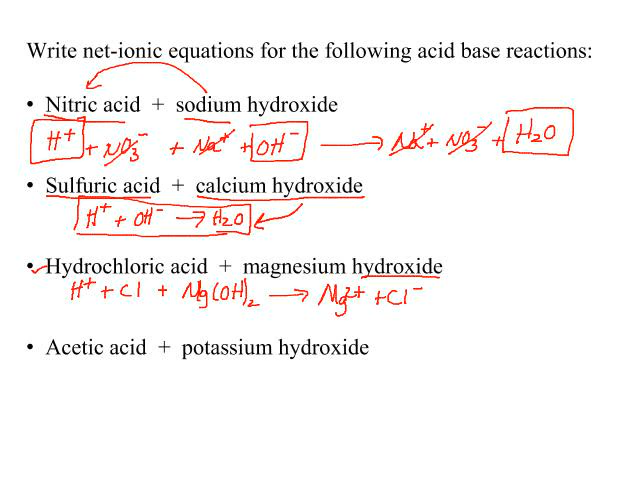 Write net-ionic equations for the following acid base reactions:
• Nitric acid + sodium hydroxide
H⁺ + NO₃⁻ + Na⁺ + OH⁻ → Na⁺ + NO₃⁻ + H₂O
• Sulfuric acid + calcium hydroxide
H⁺ + OH⁻ → H₂O
• Hydrochloric acid + magnesium hydroxide
H⁺ + Cl + Mg(OH)₂ → Mg²⁺ + Cl⁻
• Acetic acid + potassium hydroxide